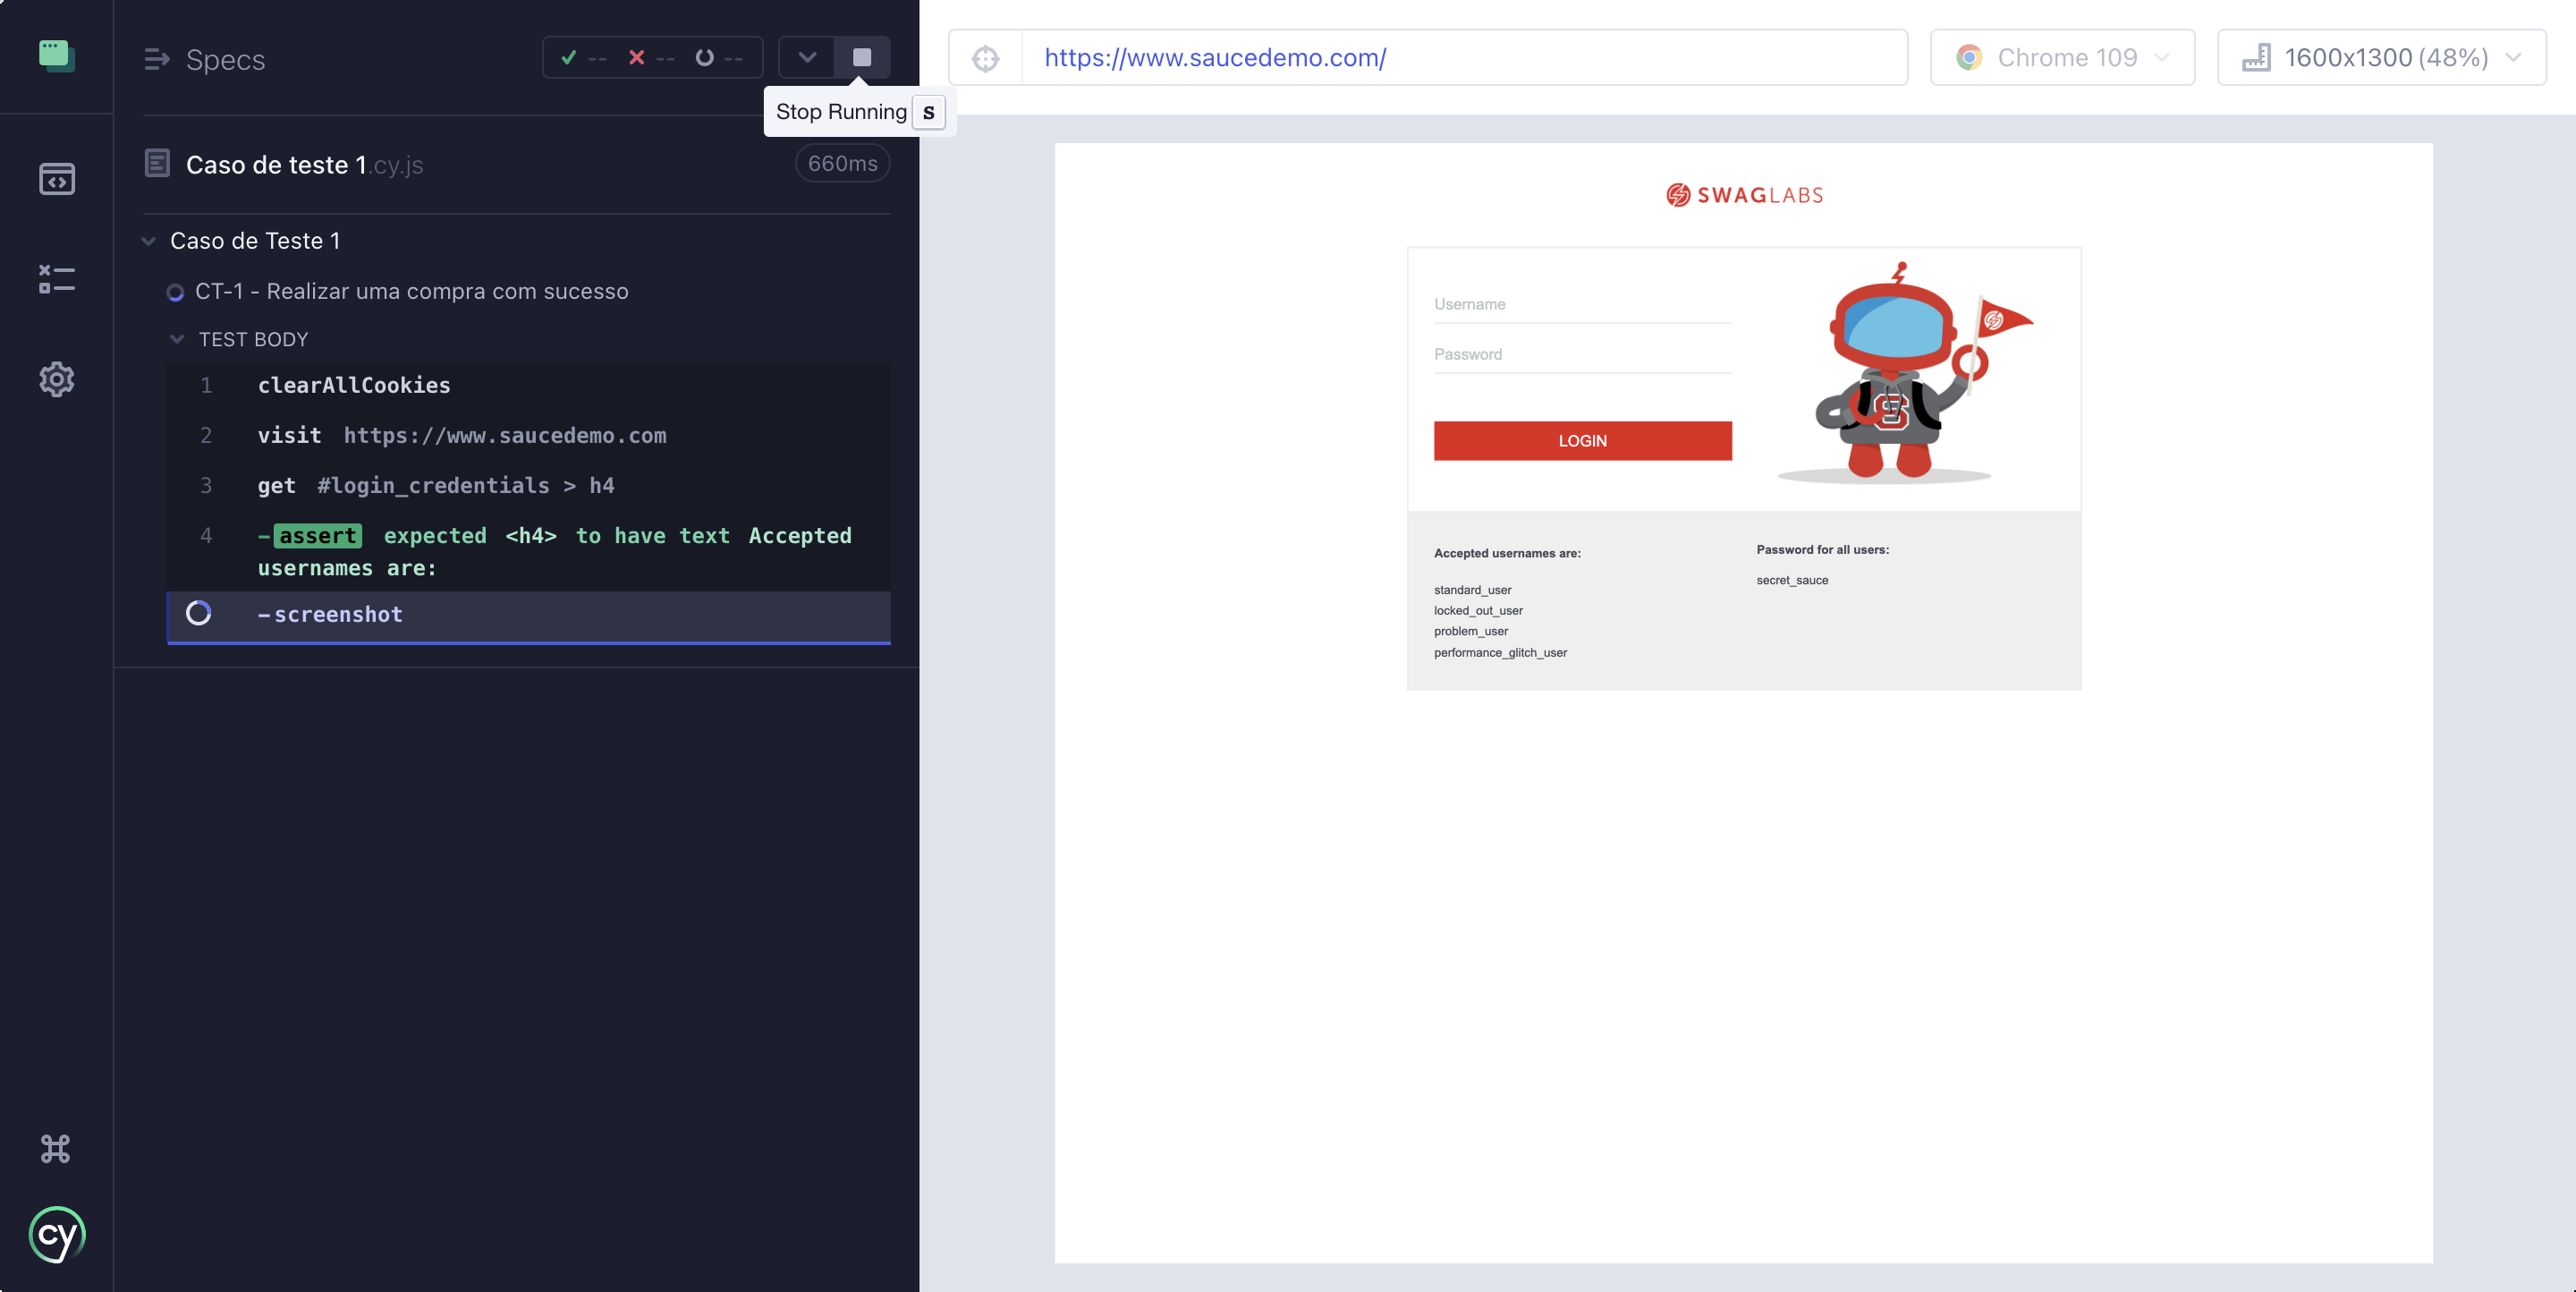 Specs
-- -- --
Stop Running S
https://www.saucedemo.com/
Chrome 109
1600x1300 (48%)
Caso de teste 1.cy.js
660ms
Caso de Teste 1
CT-1 - Realizar uma compra com sucesso
TEST BODY
1 clearAllCookies
2 visit https://www.saucedemo.com
3 get #login_credentials > h4
4 -assert expected <h4> to have text Accepted
usernames are:
-screenshot
cy
SWAGLABS
Username
Password
LOGIN
S
Accepted usernames are:
standard_user
locked_out_user
problem_user
performance_glitch_user
Password for all users:
secret_sauce